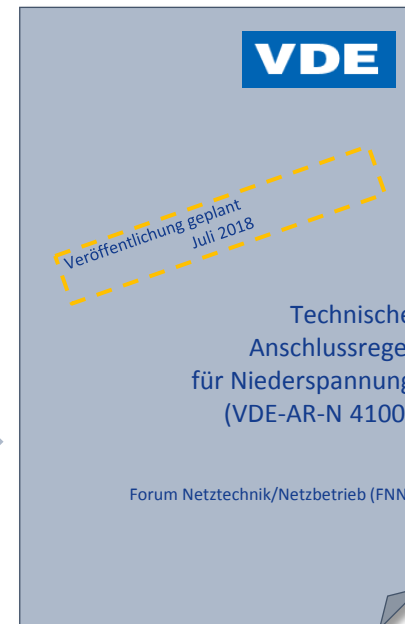 VDE
Veröffentlichung geplant
Juli 2018
Technische
Anschlussrege
für Niederspannung
(VDE-AR-N 4100
Forum Netztechnik/Netzbetrieb (FNN